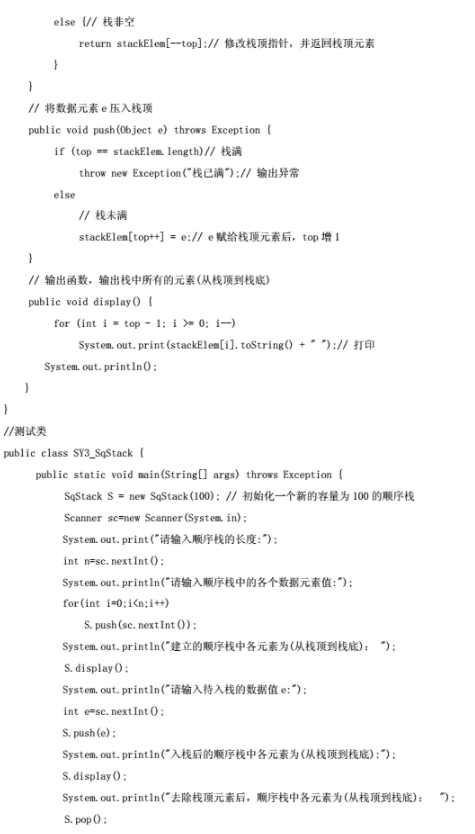 else {// 栈非空
return stackElem[--top];// 修改栈顶指针，并返回栈顶元素
}
}
// 将数据元素 e 压入栈顶
public void push(Object e) throws Exception {
if (top == stackElem.length)// 栈满
throw new Exception("栈已满");// 输出异常
else
// 栈未满
stackElem[top++] = e;// e 赋给栈顶元素后，top 增 1
}
// 输出函数，输出栈中所有的元素(从栈顶到栈底)
public void display() {
for (int i = top - 1; i >= 0; i--)
System.out.print(stackElem[i].toString() + " ");// 打印
System.out.println();
}
}
//测试类
public class SY3_SqStack {
public static void main(String[] args) throws Exception {
SqStack S = new SqStack(100); // 初始化一个新的容量为 100 的顺序栈
Scanner sc=new Scanner(System.in);
System.out.print("请输入顺序栈的长度:");
int n=sc.nextInt();
System.out.println("请输入顺序栈中的各个数据元素值:");
for(int i=0;i<n;i++)
S.push(sc.nextInt());
System.out.println("建立的顺序栈中各元素为(从栈顶到栈底)： ");
S.display();
System.out.println("请输入待入栈的数据值 e:");
int e=sc.nextInt();
S.push(e);
System.out.println("入栈后的顺序栈中各元素为(从栈顶到栈底):");
S.display();
System.out.println("去除栈顶元素后，顺序栈中各元素为(从栈顶到栈底)： ");
S.pop();